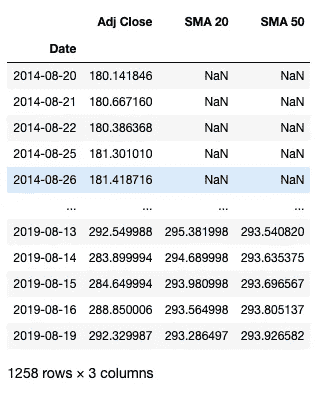 Adj Close SMA 20 SMA 50
Date
2014-08-20 180.141846 NaN NaN
2014-08-21 180.667160 NaN NaN
2014-08-22 180.386368 NaN NaN
2014-08-25 181.301010 NaN NaN
2014-08-26 181.418716 NaN NaN
... ... ... ...
2019-08-13 292.549988 295.381998 293.540820
2019-08-14 283.899994 294.689998 293.635375
2019-08-15 284.649994 293.980998 293.696567
2019-08-16 288.850006 293.564998 293.805137
2019-08-19 292.329987 293.286497 293.926582
1258 rows × 3 columns